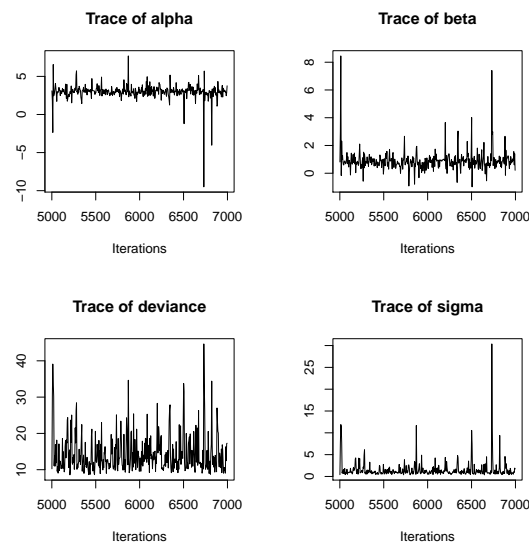 Trace of alpha
5
0
−5
−10
5000 5500 6000 6500 7000
Iterations
Trace of beta
8
6
4
2
0
5000 5500 6000 6500 7000
Iterations
Trace of deviance
40
30
20
10
5000 5500 6000 6500 7000
Iterations
Trace of sigma
25
15
5
0
5000 5500 6000 6500 7000
Iterations